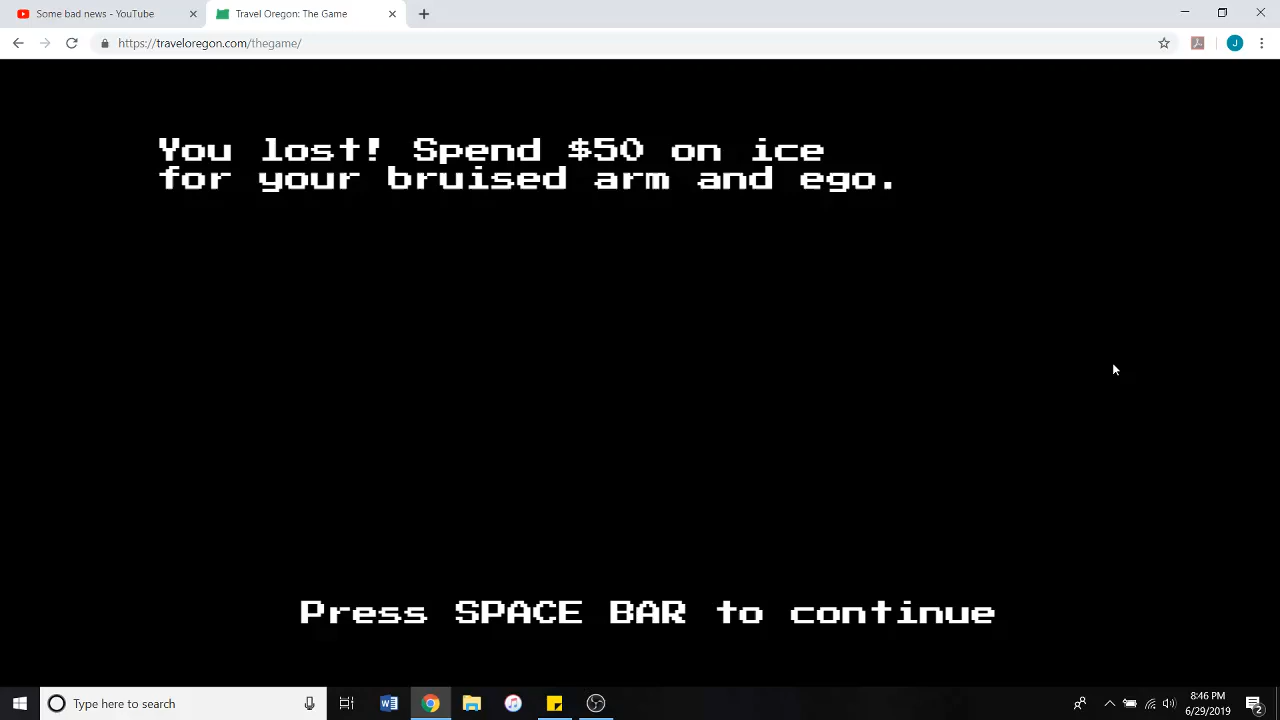 Some bad news - YouTube
Travel Oregon: The Game
https://traveloregon.com/thegame/
J
You lost! Spend $50 on ice
for your bruised arm and ego.
Press SPACE BAR to continue
Type here to search
8:46 PM
6/29/2019
2